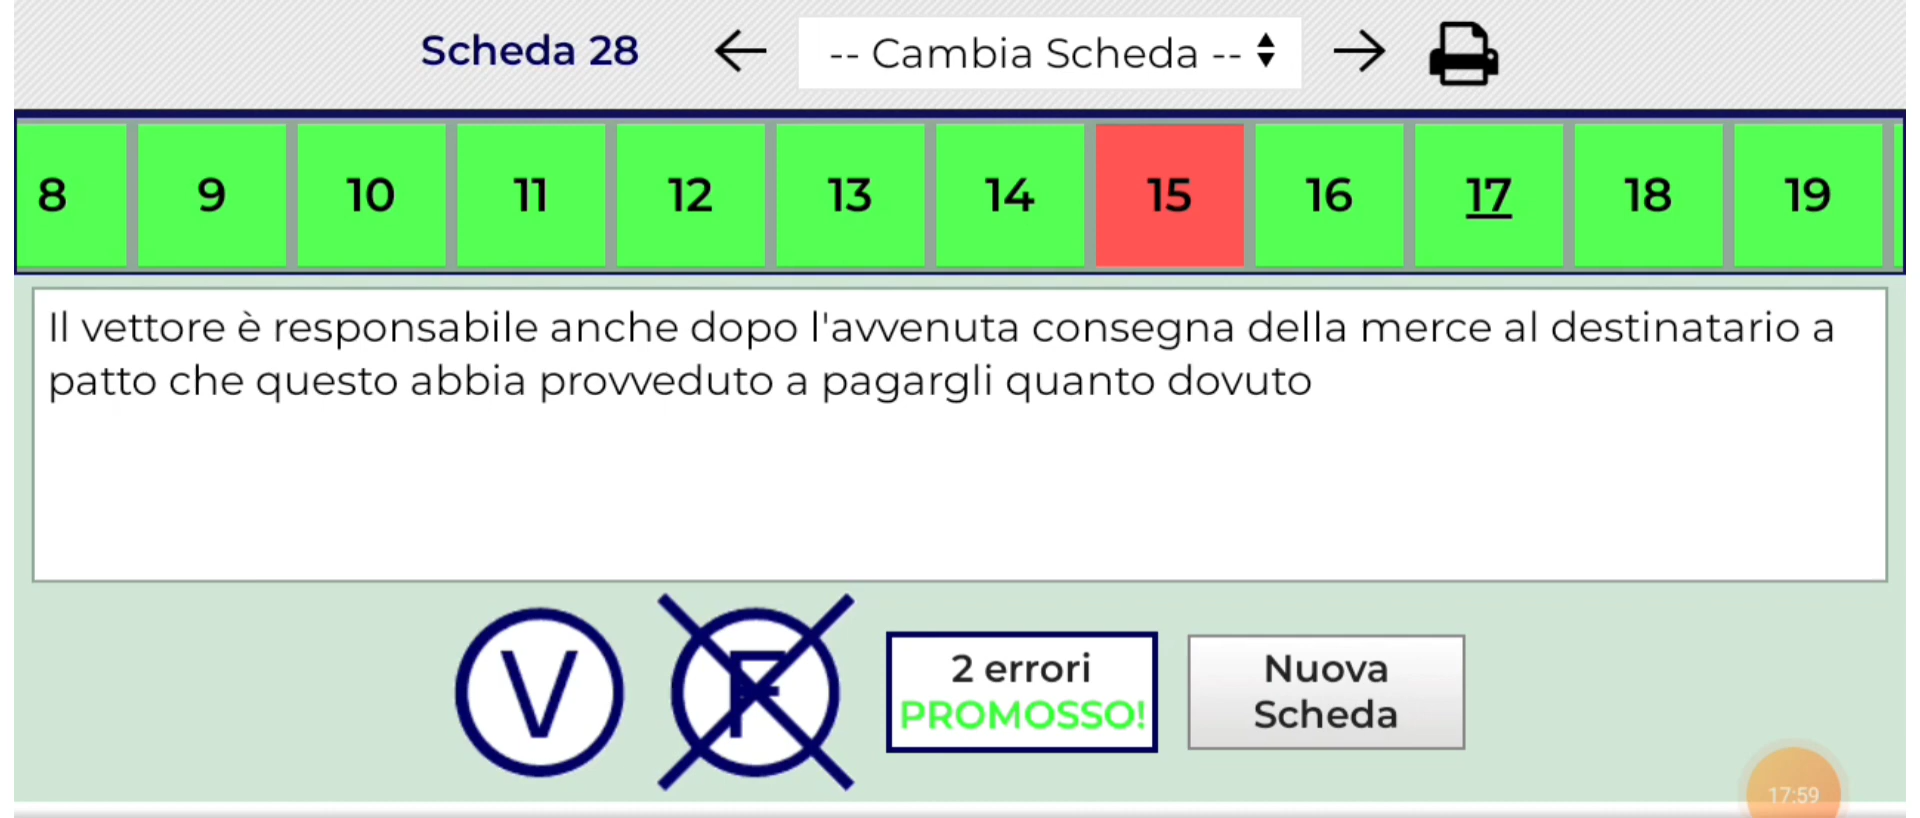 Scheda 28
-- Cambia Scheda --
8 9 10 11 12 13 14 15 16 17 18 19
Il vettore è responsabile anche dopo l'avvenuta consegna della merce al destinatario a
patto che questo abbia provveduto a pagargli quanto dovuto
V F
2 errori
PROMOSSO!
Nuova
Scheda
17:59